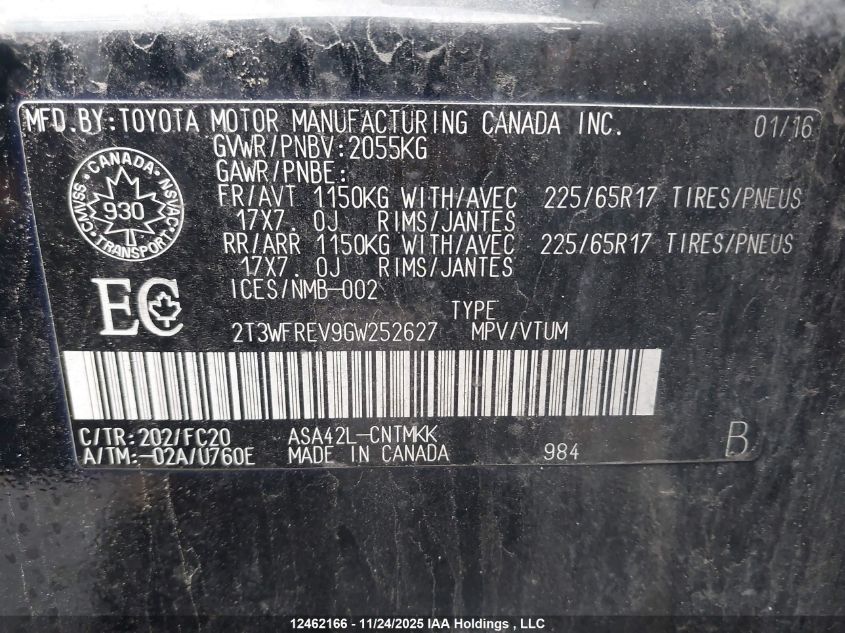 MFD.BY:TOYOTA MOTOR MANUFACTURING CANADA INC. 01/16
GVWR/PNBV:2055KG
GAWR/PNBE:
FR/AVT 1150KG WITH/AVEC 225/65R17 TIRES/PNEUS
17X7.0J RIMS/JANTES
RR/ARR 1150KG WITH/AVEC 225/65R17 TIRES/PNEUS
17X7.0J RIMS/JANTES
CANADA
CMVSS 930 NSVAC
TRANSPORT
EC
ICES/NMB-002
TYPE
2T3WFREV9GW252627 MPV/VTUM
C/TR:202/FC20 ASA42L-CNTMKK
A/TM:-02A/U760E MADE IN CANADA 984 B
12462166 - 11/24/2025 IAA Holdings , LLC